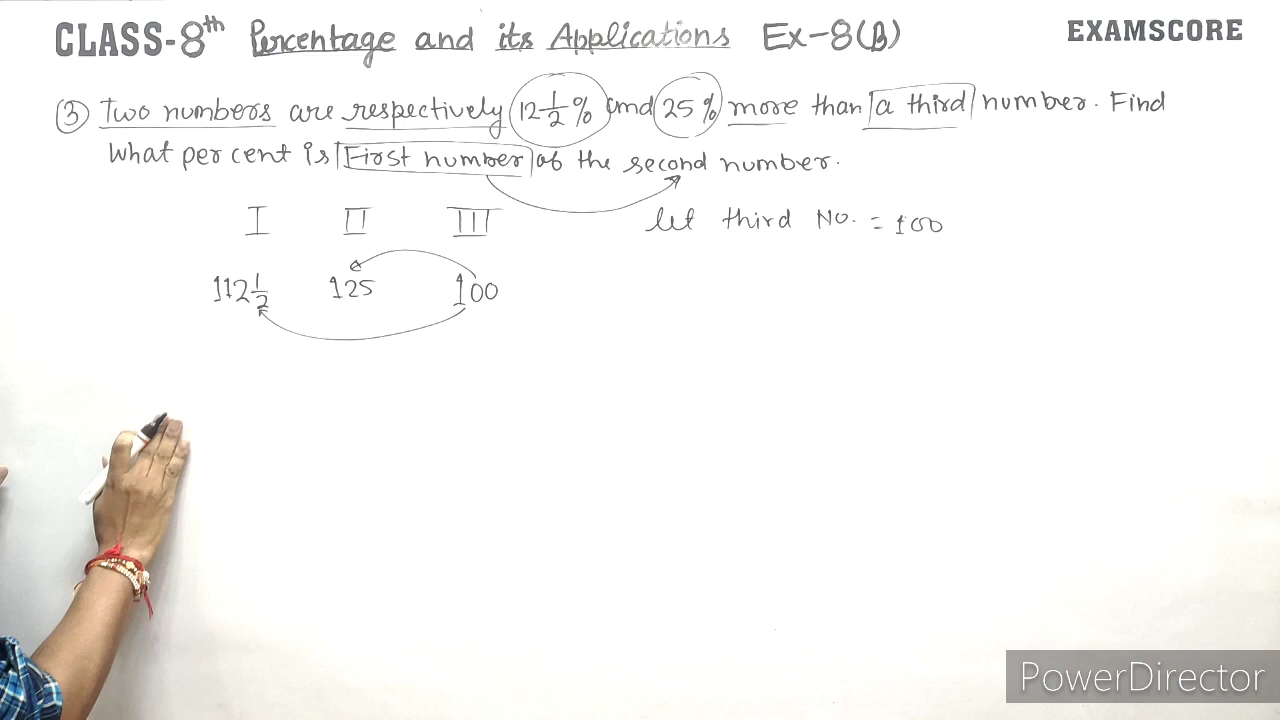 CLASS-8th Percentage and its Applications Ex-8(B)
EXAMSCORE
③ Two numbers are respectively 12 1/2 % and 25% more than a third number. Find
what per cent is First number of the second number.
I II III
let third No. = 100
112 1/2 125 100
PowerDirector